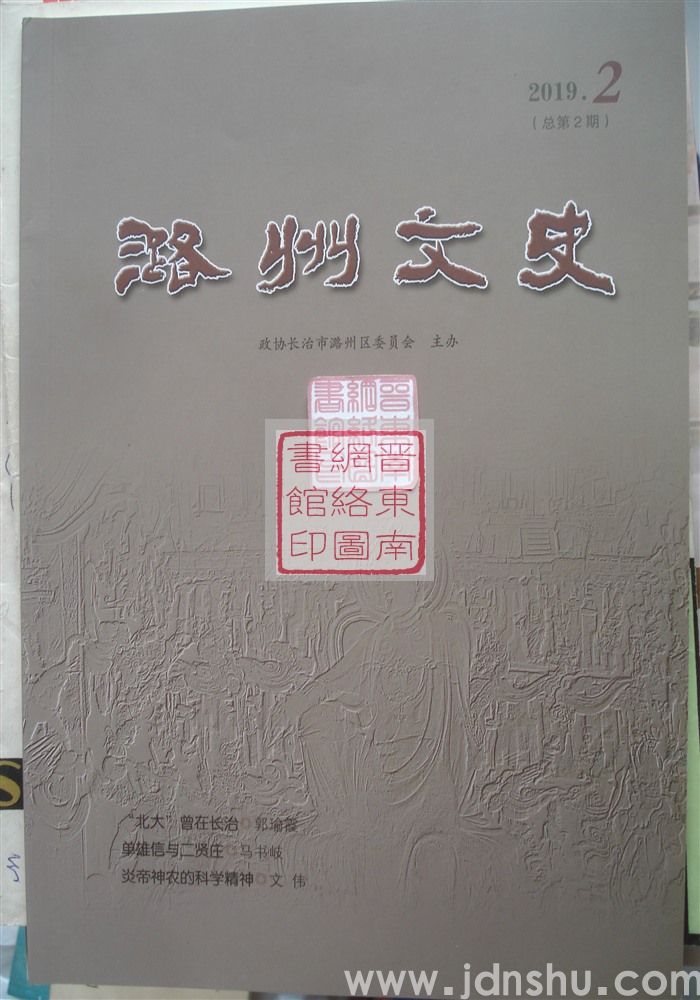 2019.2
（总第2期）
潞州文史
政协长治市潞州区委员会 主办
晋東南
網絡圖
書館印
“北大”曾在长治 郭瑜霞
单雄信与二贤庄 马书岐
炎帝神农的科学精神 文 伟
www.jdnshu.com